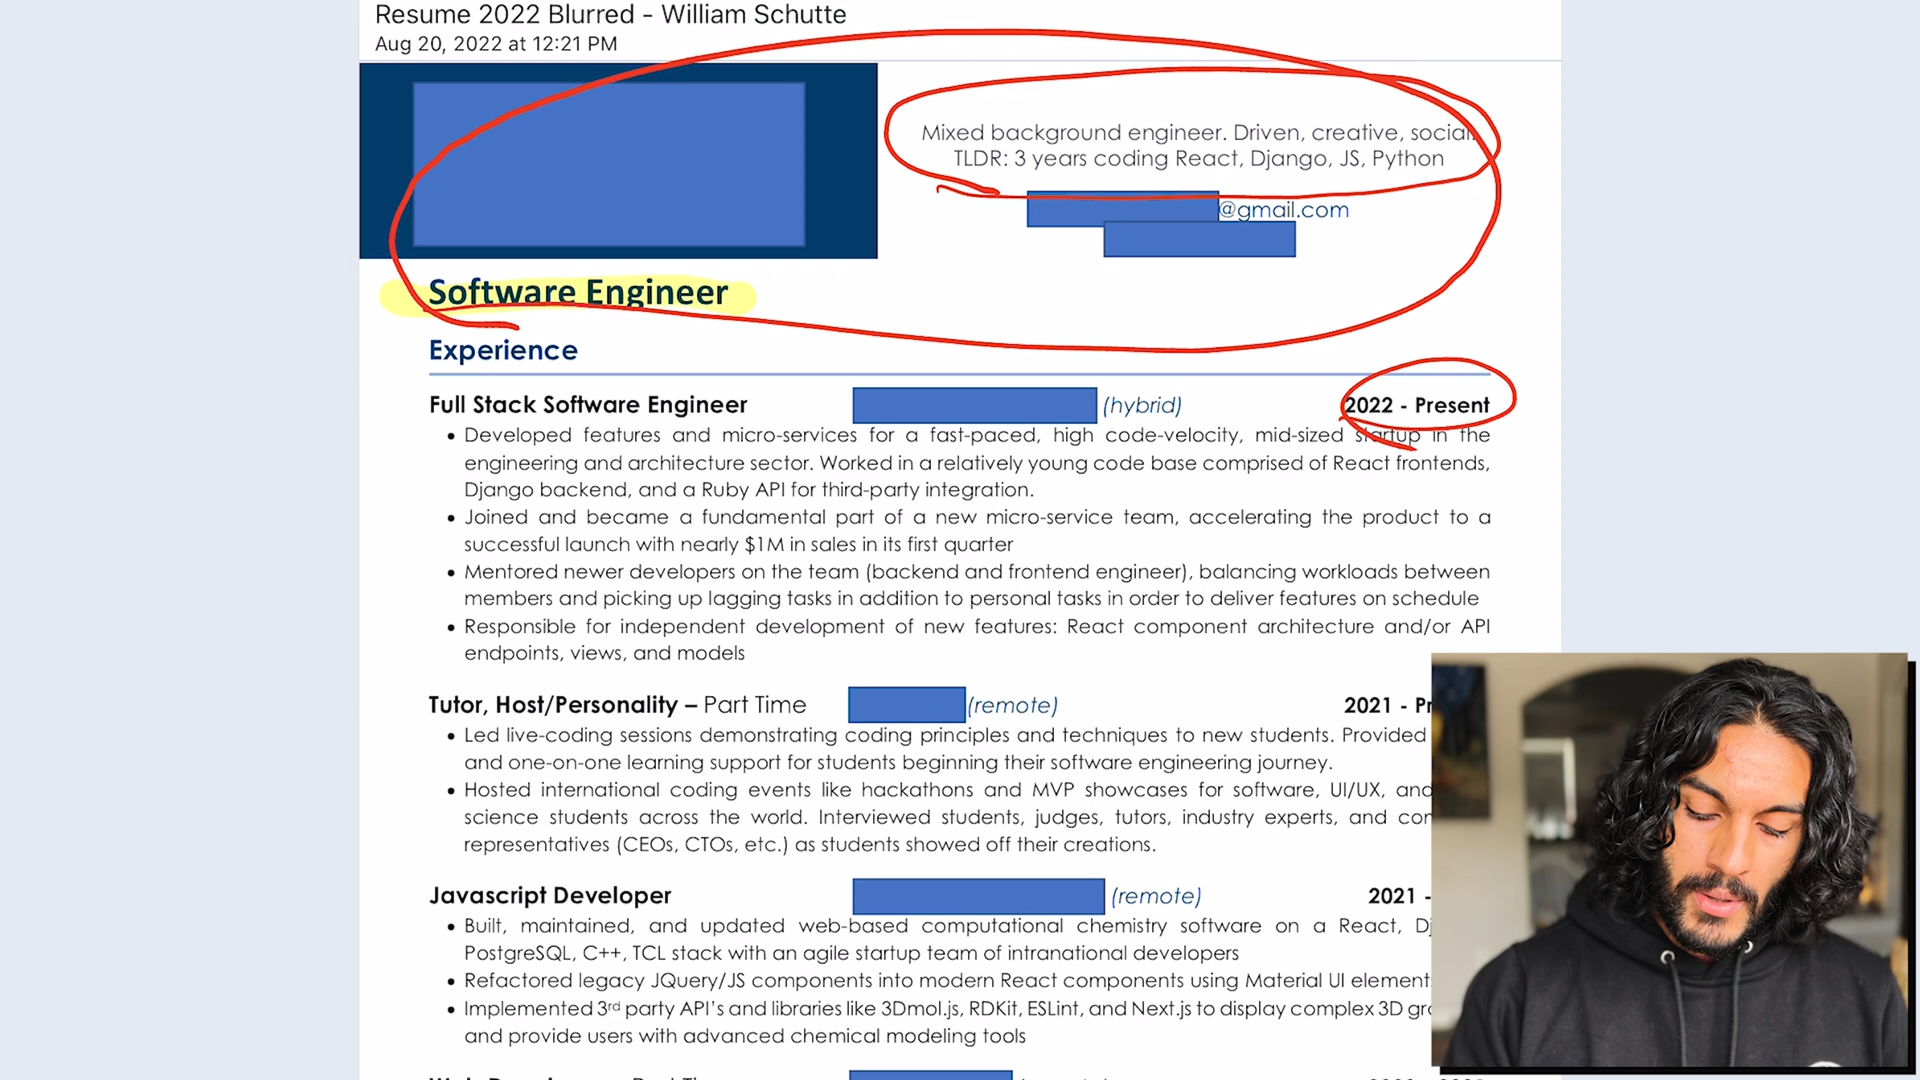 Resume 2022 Blurred - William Schutte
Aug 20, 2022 at 12:21 PM
Mixed background engineer. Driven, creative, social.
TLDR: 3 years coding React, Django, JS, Python
@gmail.com
Software Engineer
Experience
Full Stack Software Engineer (hybrid) 2022 - Present
• Developed features and micro-services for a fast-paced, high code-velocity, mid-sized startup in the
engineering and architecture sector. Worked in a relatively young code base comprised of React frontends,
Django backend, and a Ruby API for third-party integration.
• Joined and became a fundamental part of a new micro-service team, accelerating the product to a
successful launch with nearly $1M in sales in its first quarter
• Mentored newer developers on the team (backend and frontend engineer), balancing workloads between
members and picking up lagging tasks in addition to personal tasks in order to deliver features on schedule
• Responsible for independent development of new features: React component architecture and/or API
endpoints, views, and models
Tutor, Host/Personality – Part Time (remote) 2021 -
• Led live-coding sessions demonstrating coding principles and techniques to new students. Provided
and one-on-one learning support for students beginning their software engineering journey.
• Hosted international coding events like hackathons and MVP showcases for software, UI/UX, and
science students across the world. Interviewed students, judges, tutors, industry experts, and
representatives (CEOs, CTOs, etc.) as students showed off their creations.
Javascript Developer (remote) 2021 -
• Built, maintained, and updated web-based computational chemistry software on a React,
PostgreSQL, C++, TCL stack with an agile startup team of intranational developers
• Refactored legacy JQuery/JS components into modern React components using Material UI
• Implemented 3rd party API's and libraries like 3Dmol.js, RDKit, ESLint, and Next.js to display complex 3D
and provide users with advanced chemical modeling tools